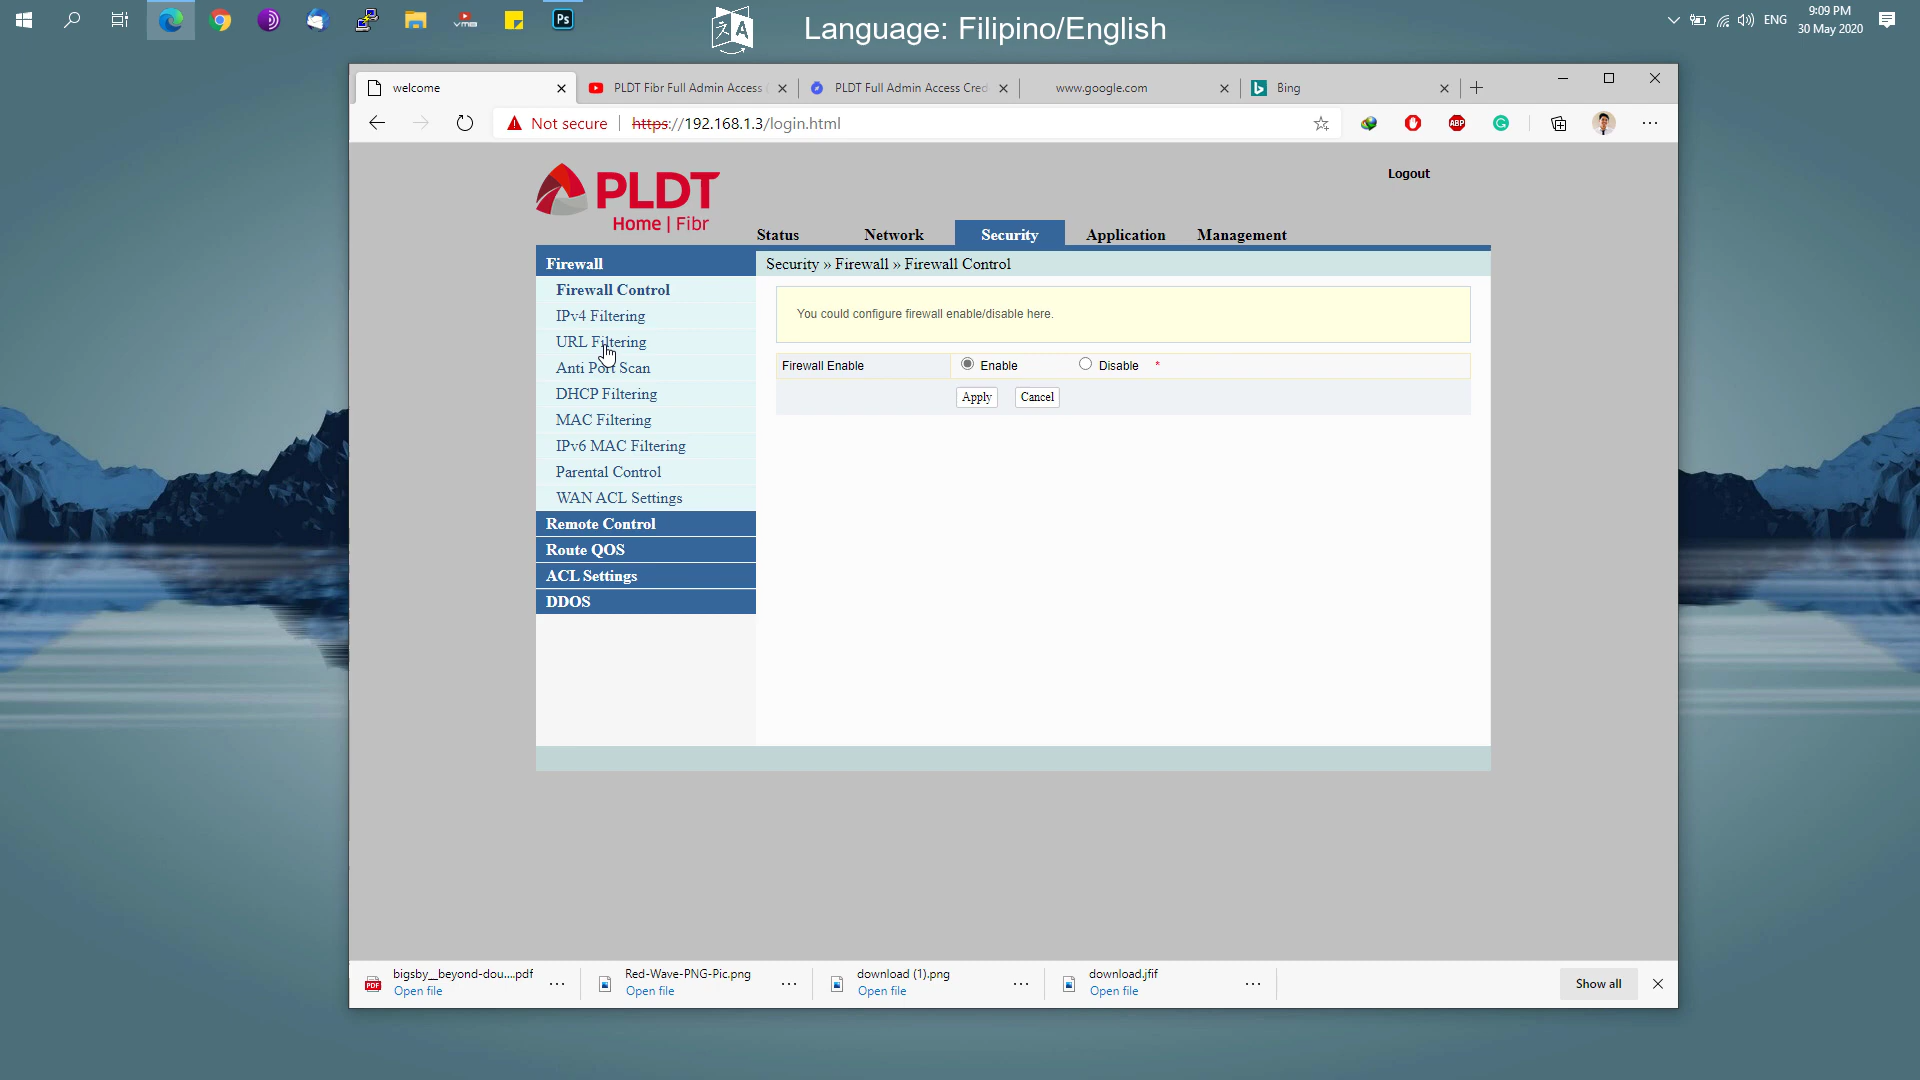 Language: Filipino/English
ENG
9:09 PM
30 May 2020
Ps
welcome
PLDT Fibr Full Admin Access
PLDT Full Admin Access Cred
www.google.com
Bing
Not secure
https://192.168.1.3/login.html
ABP
Logout
PLDT
Home | Fibr
Status
Network
Security
Application
Management
Firewall
Security » Firewall » Firewall Control
Firewall Control
IPv4 Filtering
URL Filtering
Anti Port Scan
DHCP Filtering
MAC Filtering
IPv6 MAC Filtering
Parental Control
WAN ACL Settings
Remote Control
Route QOS
ACL Settings
DDOS
You could configure firewall enable/disable here.
Firewall Enable
Enable
Disable *
Apply
Cancel
PDF
bigsby_beyond-dou....pdf
Open file
Red-Wave-PNG-Pic.png
Open file
download (1).png
Open file
download.jfif
Open file
Show all